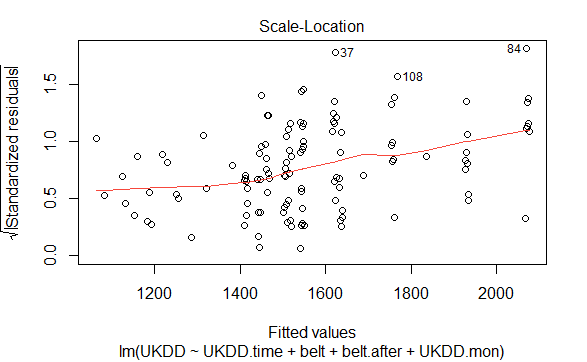 Scale-Location
√|Standardized residuals|
0.0 0.5 1.0 1.5
37
84
108
1200 1400 1600 1800 2000
Fitted values
lm(UKDD ~ UKDD.time + belt + belt.after + UKDD.mon)